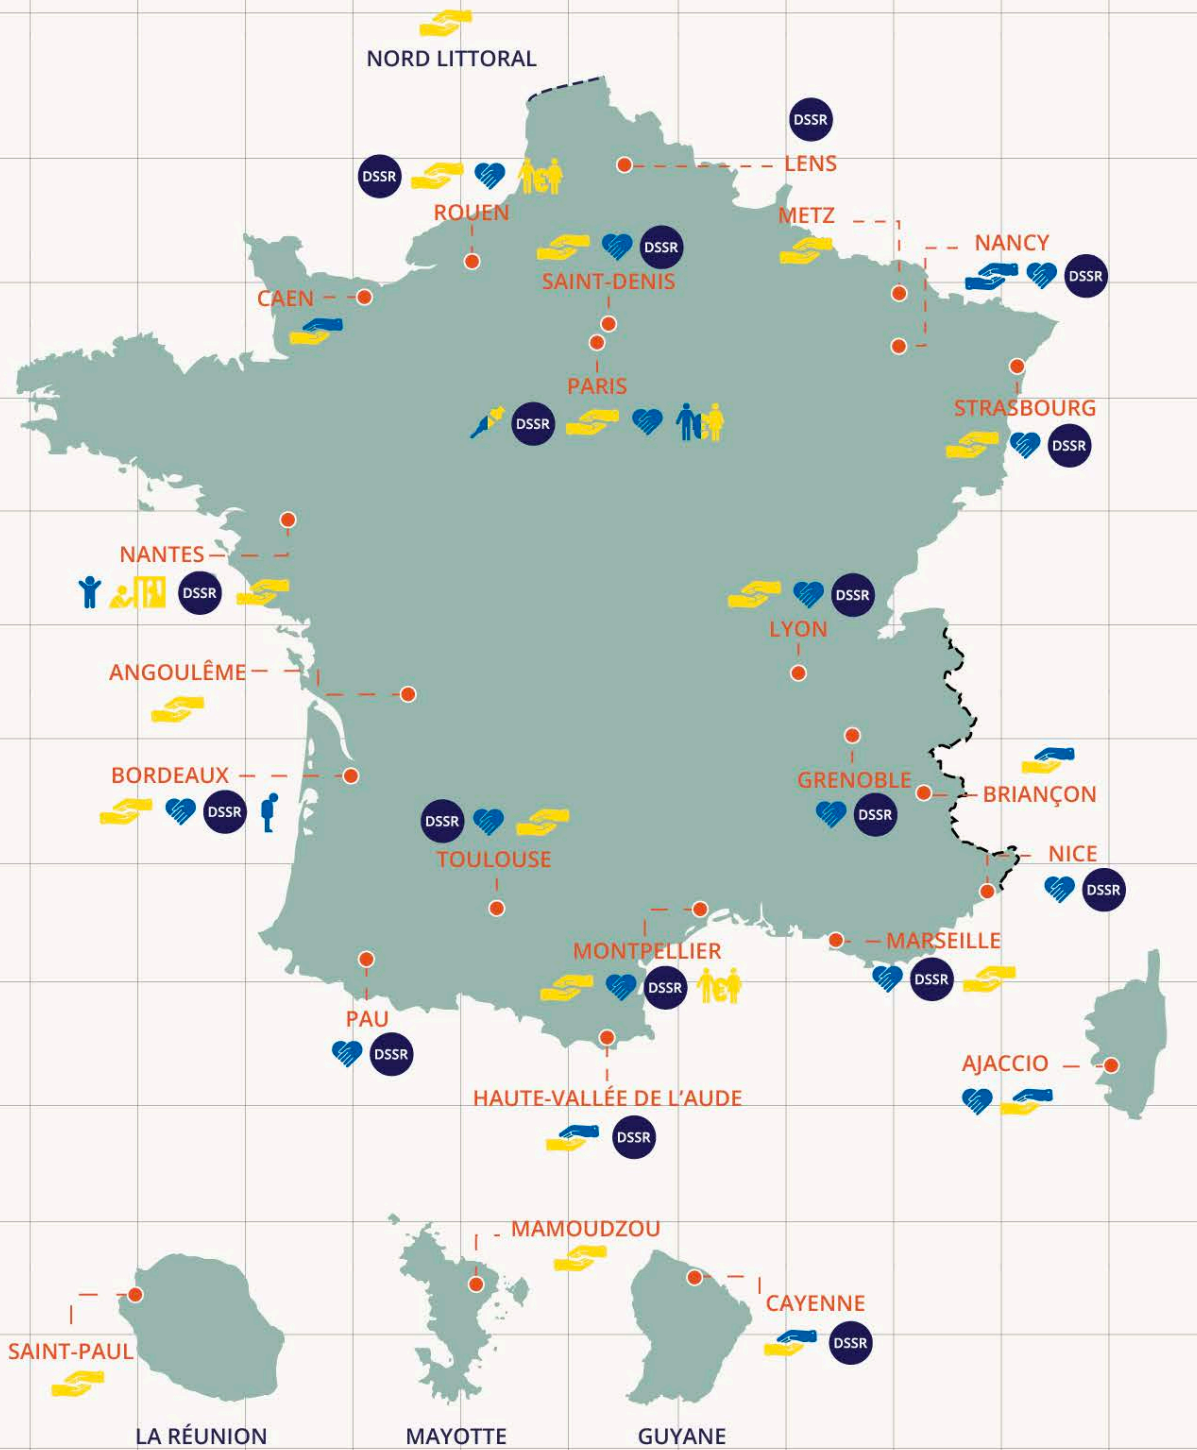 NORD LITTORAL
DSSR
LENS
DSSR
ROUEN
METZ
NANCY
DSSR
DSSR
SAINT-DENIS
CAEN
PARIS
DSSR
STRASBOURG
DSSR
NANTES
DSSR
DSSR
LYON
ANGOULÊME
BORDEAUX
DSSR
GRENOBLE
DSSR
BRIANÇON
DSSR
TOULOUSE
NICE
DSSR
MONTPELLIER
DSSR
MARSEILLE
DSSR
PAU
DSSR
AJACCIO
HAUTE-VALLÉE DE L'AUDE
DSSR
MAMOUDZOU
CAYENNE
DSSR
SAINT-PAUL
LA RÉUNION
MAYOTTE
GUYANE